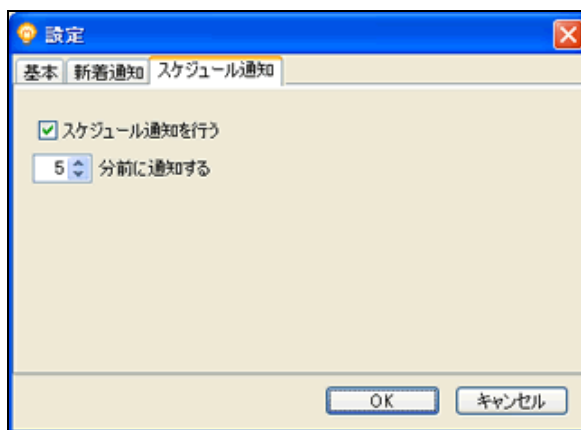 設定
基本 新着通知 スケジュール通知
スケジュール通知を行う
5 分前に通知する
OK キャンセル